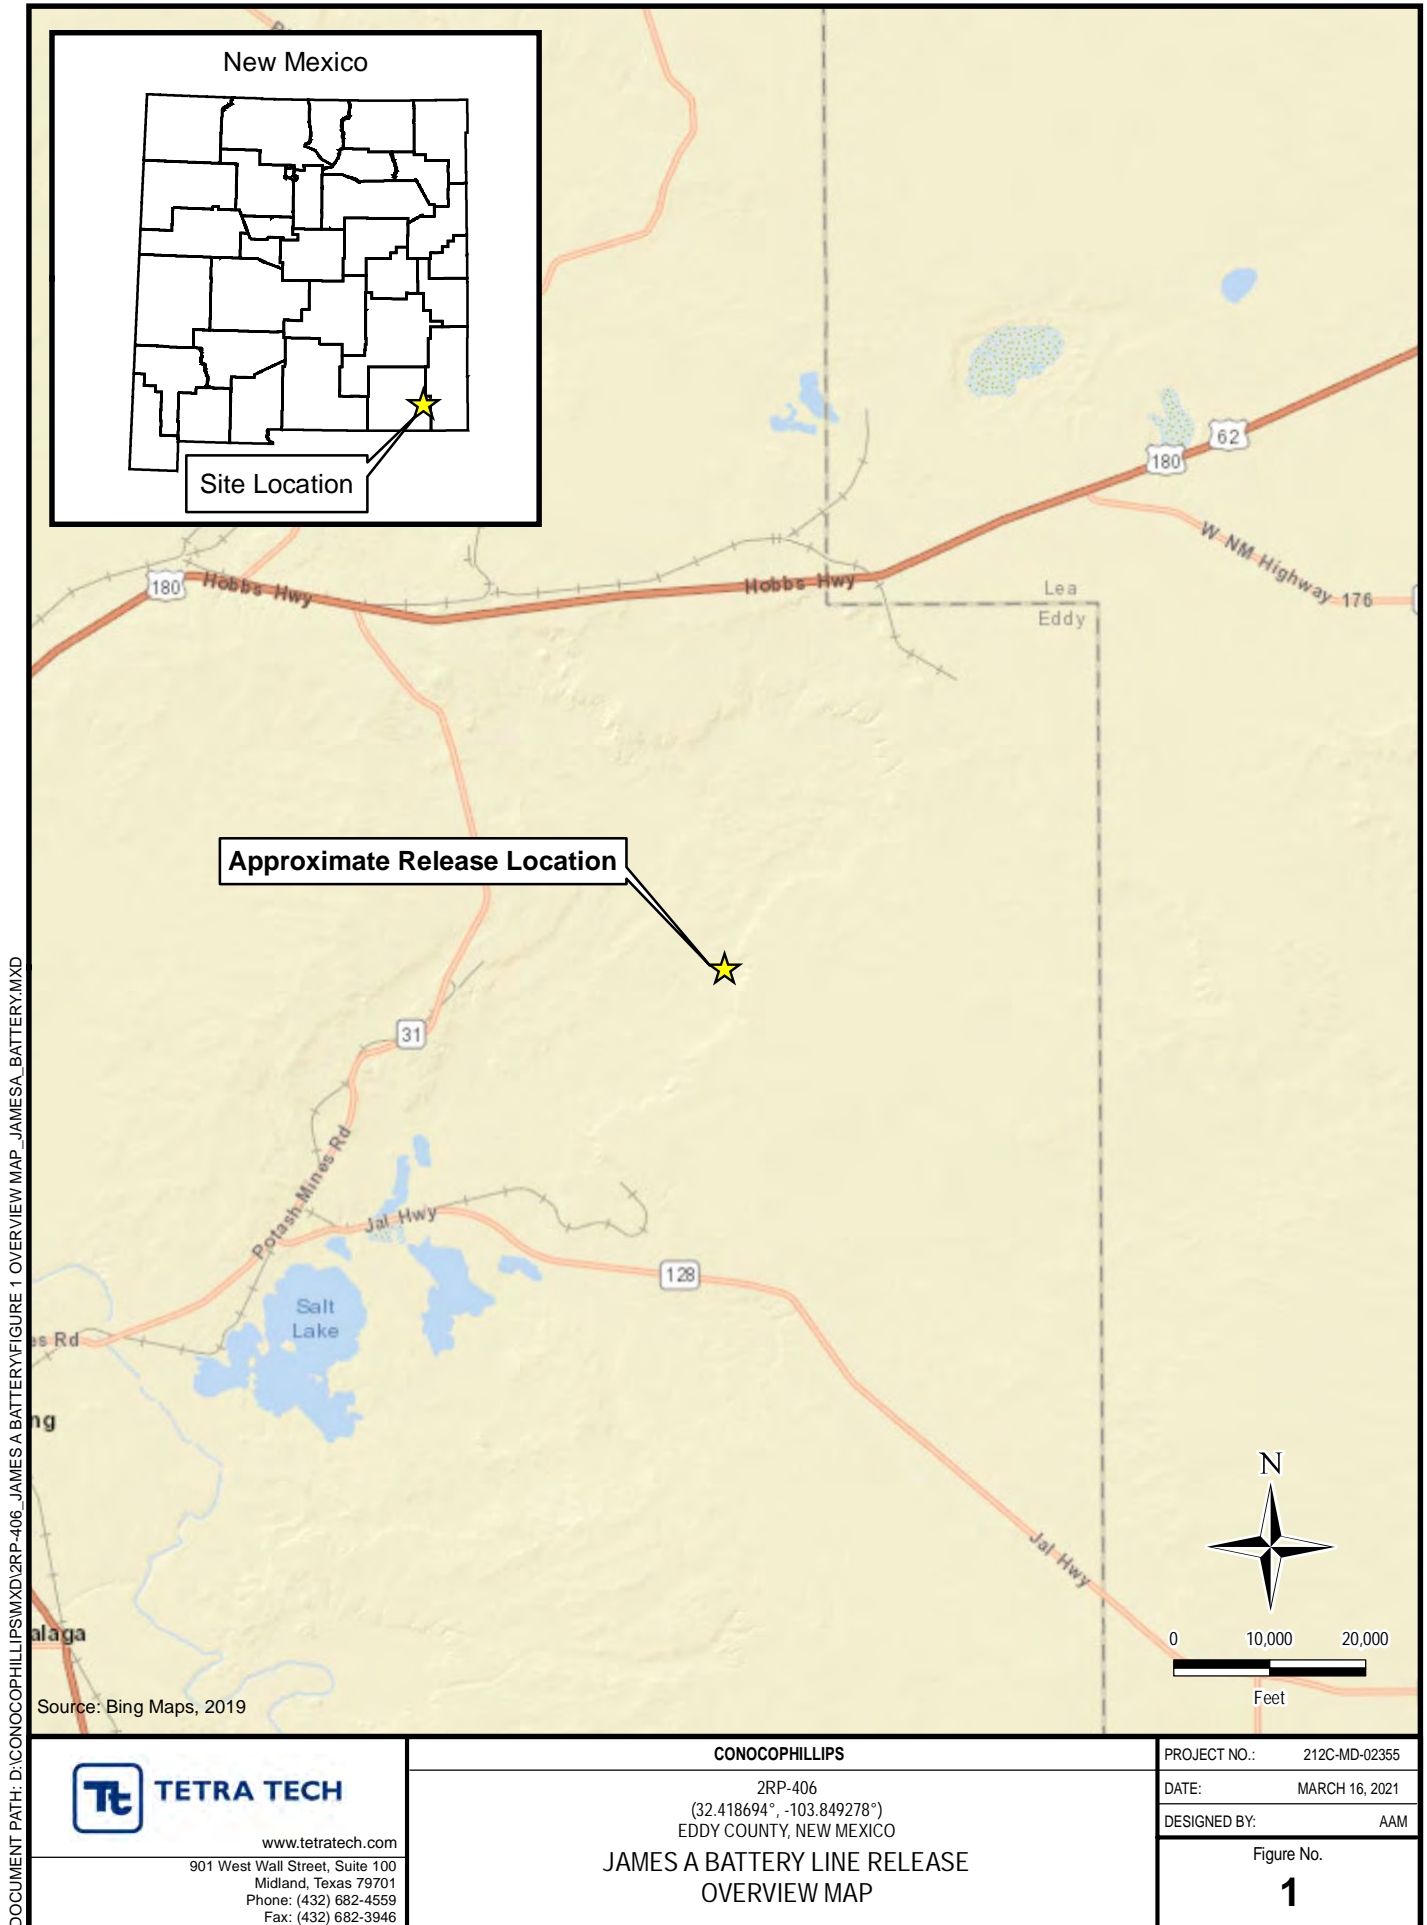 New Mexico
Site Location
62
180
W NM Highway 176
180
Hobbs Hwy
Hobbs Hwy
Lea
Eddy
Approximate Release Location
31
Potash Mines Rd
Jal Hwy
128
Salt
Lake
es Rd
ng
Jal Hwy
alaga
N
0 10,000 20,000
Feet
Source: Bing Maps, 2019
DOCUMENT PATH: D:\CONOCOPHILLIPS\MXD\2RP-406_JAMES A BATTERY\FIGURE 1 OVERVIEW MAP_JAMESA_BATTERY.MXD
Tt TETRA TECH
www.tetratech.com
901 West Wall Street, Suite 100
Midland, Texas 79701
Phone: (432) 682-4559
Fax: (432) 682-3946
CONOCOPHILLIPS
2RP-406
(32.418694°, -103.849278°)
EDDY COUNTY, NEW MEXICO
JAMES A BATTERY LINE RELEASE
OVERVIEW MAP
PROJECT NO.: 212C-MD-02355
DATE: MARCH 16, 2021
DESIGNED BY: AAM
Figure No.
1